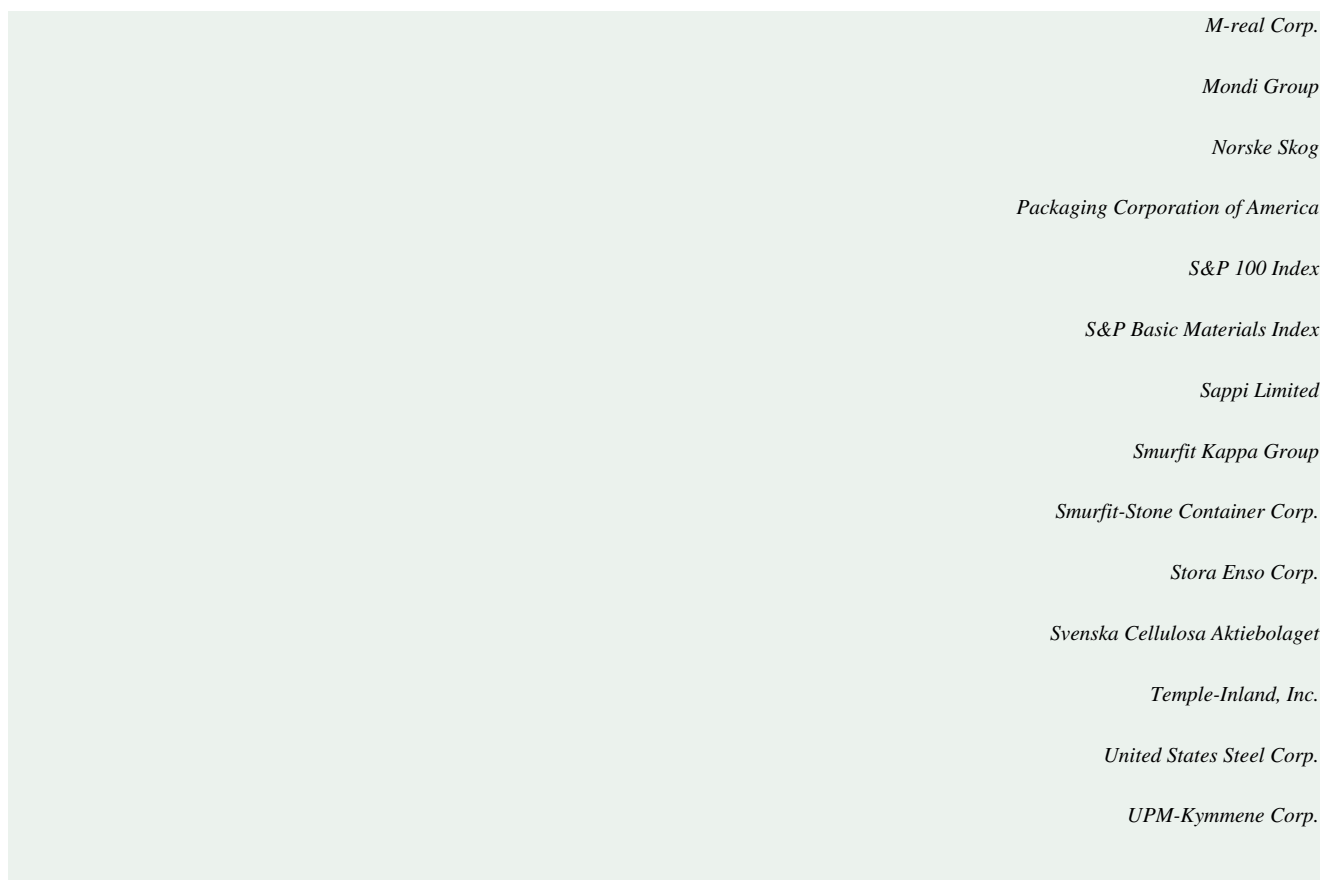 M-real Corp.
Mondi Group
Norske Skog
Packaging Corporation of America
S&P 100 Index
S&P Basic Materials Index
Sappi Limited
Smurfit Kappa Group
Smurfit-Stone Container Corp.
Stora Enso Corp.
Svenska Cellulosa Aktiebolaget
Temple-Inland, Inc.
United States Steel Corp.
UPM-Kymmene Corp.